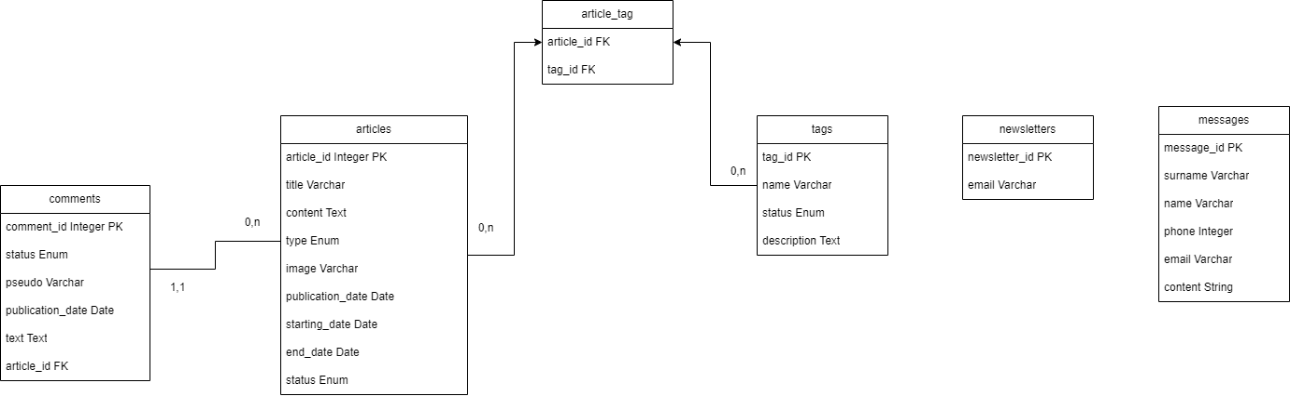 article_tag
article_id FK
tag_id FK
articles
article_id Integer PK
title Varchar
content Text
type Enum
image Varchar
publication_date Date
starting_date Date
end_date Date
status Enum
tags
tag_id PK
name Varchar
status Enum
description Text
newsletters
newsletter_id PK
email Varchar
messages
message_id PK
surname Varchar
name Varchar
phone Integer
email Varchar
content String
comments
comment_id Integer PK
status Enum
pseudo Varchar
publication_date Date
text Text
article_id FK
0,n
1,1
0,n
0,n